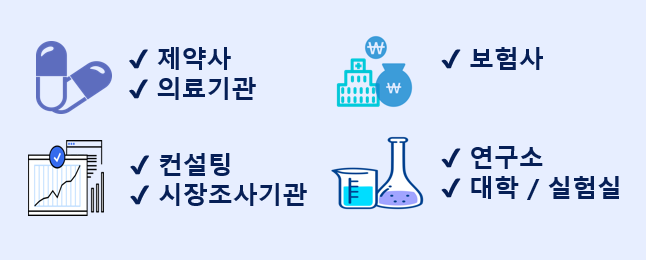 ✓ 제약사
✓ 의료기관
₩
₩
✓ 보험사
✓ 컨설팅
✓ 시장조사기관
✓ 연구소
✓ 대학 / 실험실